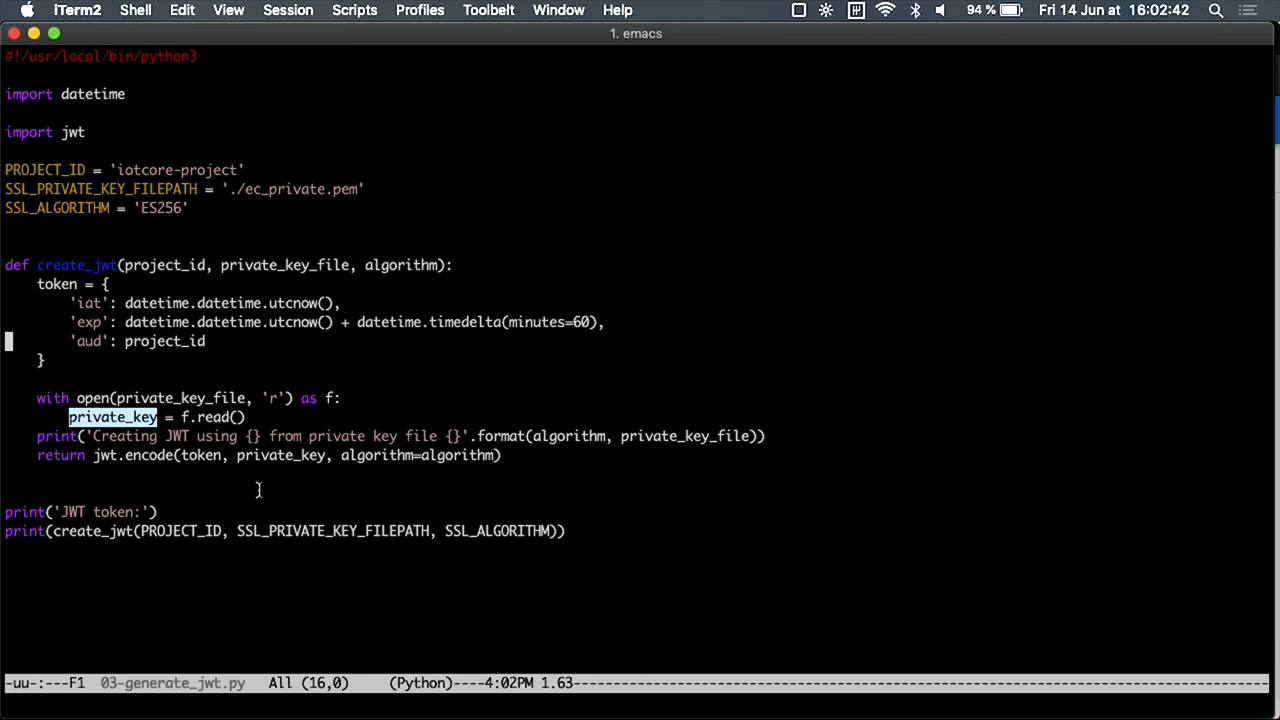 iTerm2 Shell Edit View Session Scripts Profiles Toolbelt Window Help 94 % Fri 14 Jun at 16:02:42
1. emacs
#!/usr/local/bin/python3
import datetime
import jwt
PROJECT_ID = 'iotcore-project'
SSL_PRIVATE_KEY_FILEPATH = './ec_private.pem'
SSL_ALGORITHM = 'ES256'
def create_jwt(project_id, private_key_file, algorithm):
    token = {
        'iat': datetime.datetime.utcnow(),
        'exp': datetime.datetime.utcnow() + datetime.timedelta(minutes=60),
        'aud': project_id
    }
    with open(private_key_file, 'r') as f:
        private_key = f.read()
    print('Creating JWT using {} from private key file {}'.format(algorithm, private_key_file))
    return jwt.encode(token, private_key, algorithm=algorithm)
print('JWT token:')
print(create_jwt(PROJECT_ID, SSL_PRIVATE_KEY_FILEPATH, SSL_ALGORITHM))
-uu-:---F1  03-generate_jwt.py   All (16,0)     (Python)----4:02PM 1.63---------------------------------------------------------------------------------------